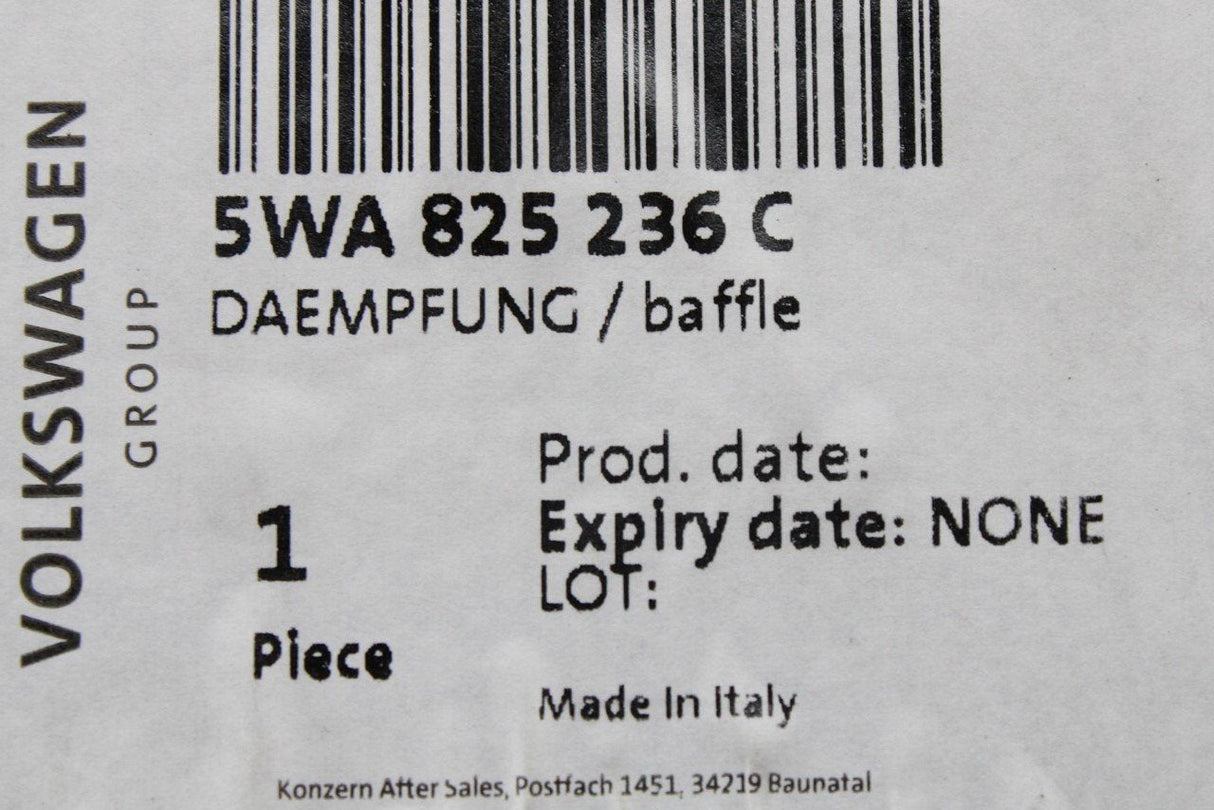 VOLKSWAGEN
GROUP
5WA 825 236 C
DAEMPFUNG / baffle
Prod. date:
Expiry date: NONE
LOT:
1
Piece
Made In Italy
Konzern After Sales, Postfach 1451, 34219 Baunatal